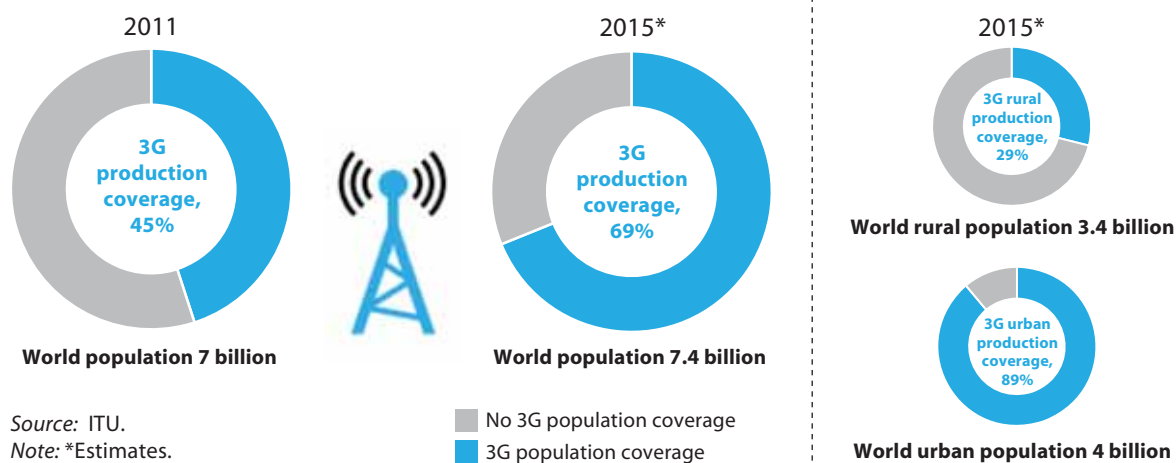 2011
3G
production
coverage,
45%
World population 7 billion
2015*
3G
production
coverage,
69%
World population 7.4 billion
Source: ITU.
Note: *Estimates.
No 3G population coverage
3G population coverage
2015*
3G rural
production
coverage,
29%
World rural population 3.4 billion
3G urban
production
coverage,
89%
World urban population 4 billion